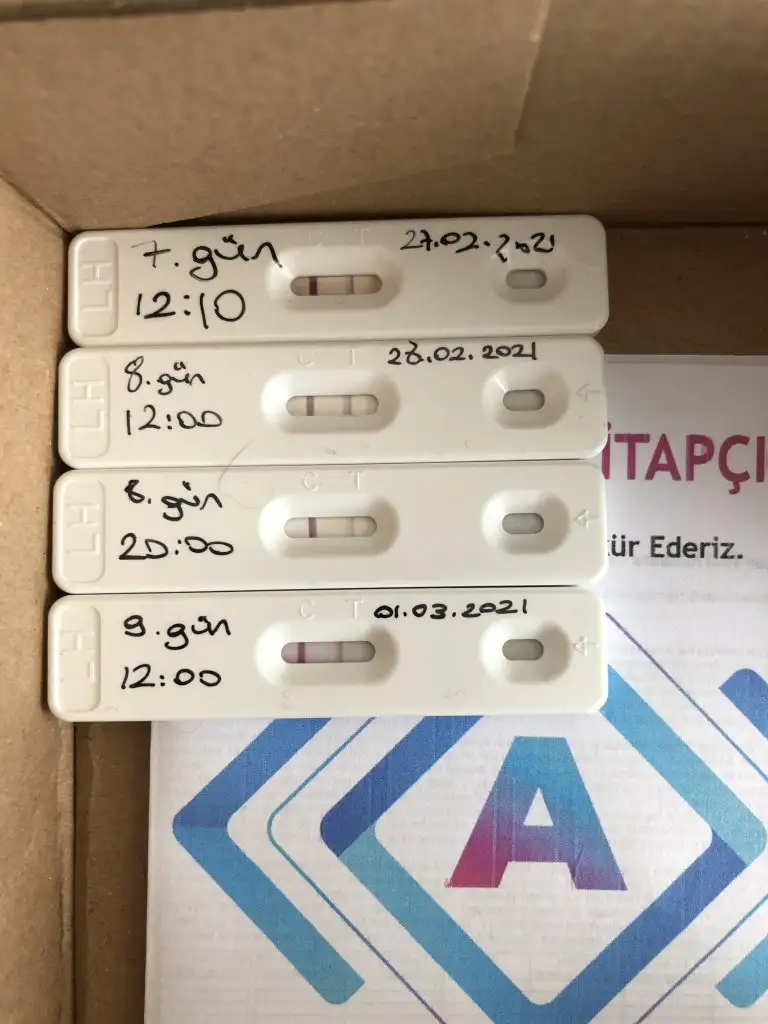 LH
7. gün
12:10
C T
27.02.2021
LH
8. gün
12:00
C T
28.02.2021
LH
8. gün
20:00
C T
LH
9. gün
12:00
C T
01.03.2021
İTAPÇI
kür Ederiz.
A